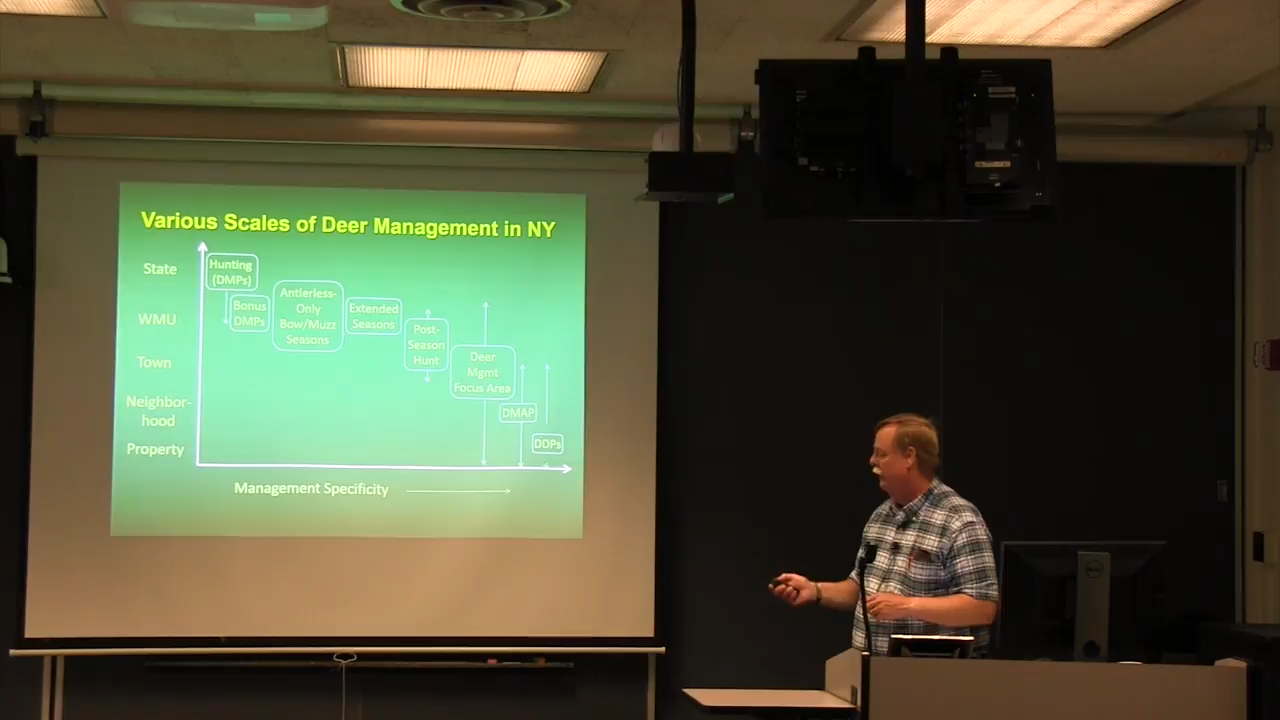 Various Scales of Deer Management in NY
State
Hunting
(DMPs)
WMU
Bonus
DMPs
Antlerless-
Only
Bow/Muzz
Seasons
Extended
Seasons
Post-
Season
Hunt
Town
Deer
Mgmt
Focus Area
Neighbor-
hood
DMAP
Property
DDPs
Management Specificity
DELL